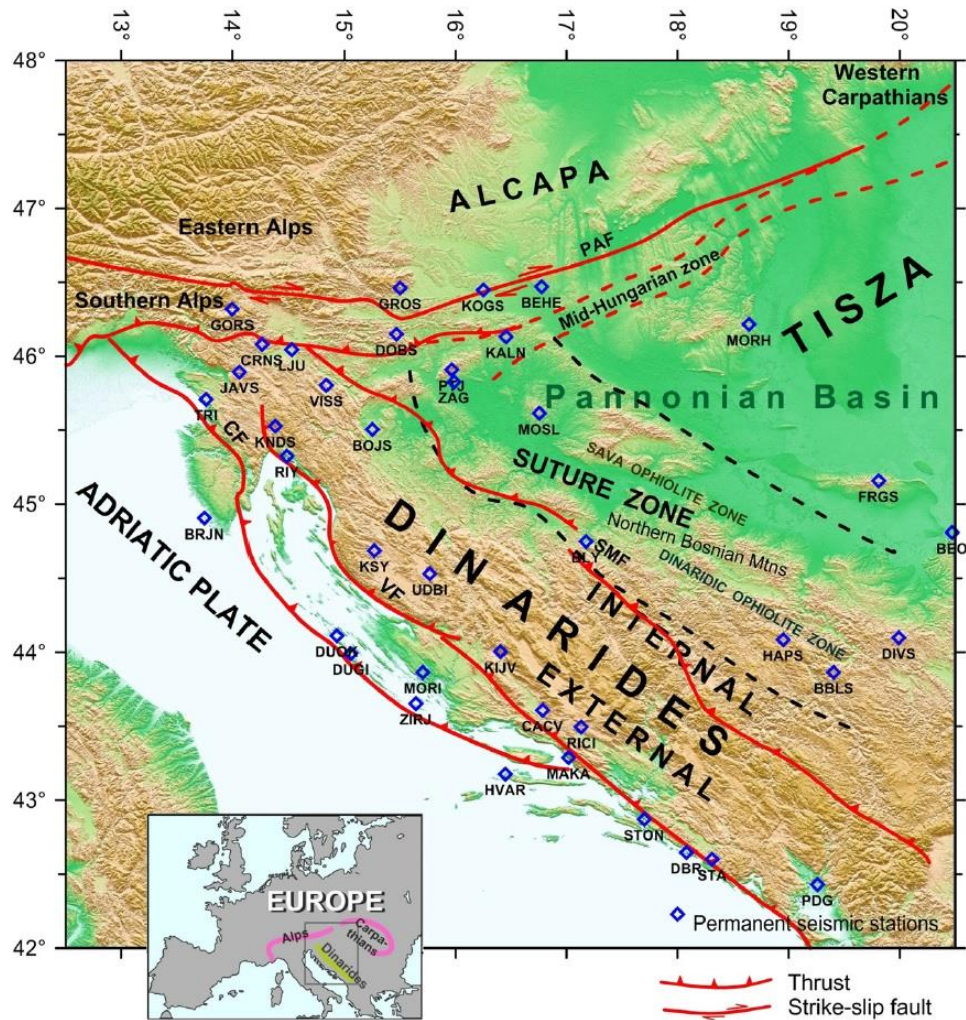 13° 14° 15° 16° 17° 18° 19° 20°
48°
47°
46°
45°
44°
43°
42°
Western
Carpathians
ALCAPA
Eastern Alps
PAF
Southern Alps
Mid-Hungarian zone
TISZA
GORS
GROS
KOGS
BEHE
CRNS
LJU
DOBS
KALN
MORH
JAVS
VISS
PTJ
ZAG
Pannonian Basin
TRI
CF
KNDS
BOJS
MOSL
RIY
SAVA OPHIOLITE ZONE
SUTURE ZONE
FRGS
ADRIATIC PLATE
BRJN
DINARIDES
Northern Bosnian Mtns
BEO
KSY
UDBI
VF
BLY
SMF
DINARIDIC OPHIOLITE ZONE
INTERNAL
EXTERNAL
DUOK
DUGI
KIJV
HAPS
DIVS
BBLS
MORI
ZIRJ
CACV
RICI
HVAR
MAKA
STON
DBR
STA
PDG
Permanent seismic stations
EUROPE
Alps
Carpa-
thians
Dinarides
Thrust
Strike-slip fault